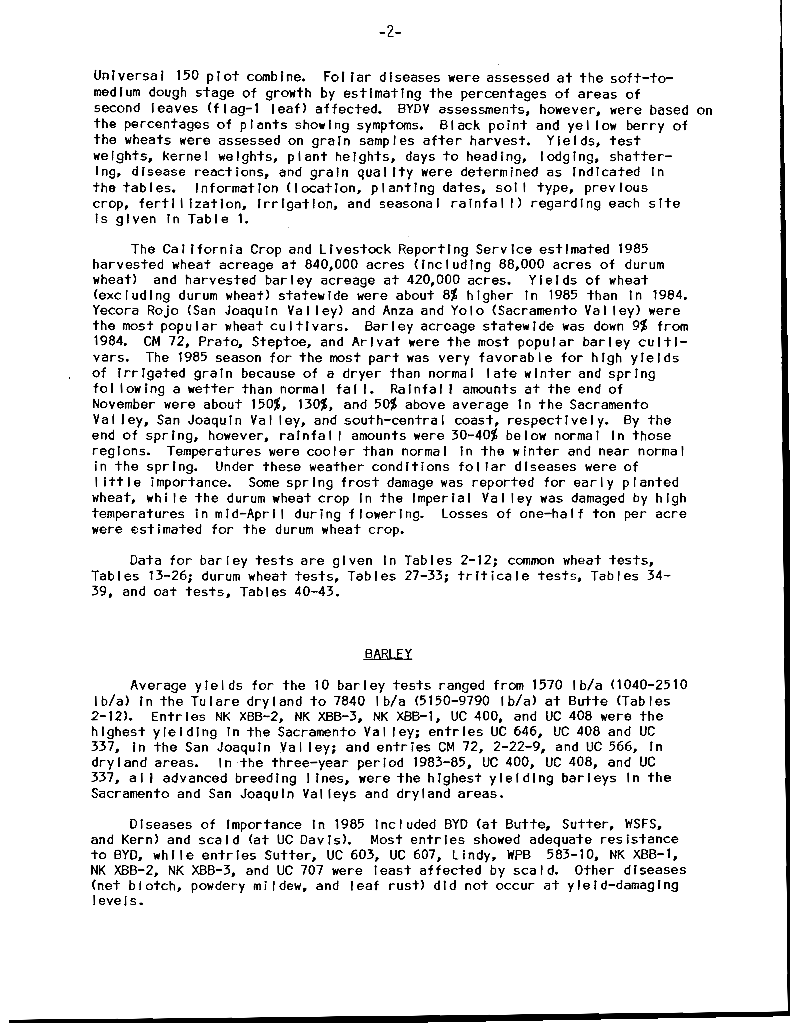 -2-
Universal 150 plot combine. Foliar diseases were assessed at the soft-to-
medium dough stage of growth by estimating the percentages of areas of
second leaves (flag-1 leaf) affected. BYDV assessments, however, were based on
the percentages of plants showing symptoms. Black point and yellow berry of
the wheats were assessed on grain samples after harvest. Yields, test
weights, kernel weights, plant heights, days to heading, lodging, shatter-
ing, disease reactions, and grain quality were determined as indicated in
the tables. Information (location, planting dates, soil type, previous
crop, fertilization, irrigation, and seasonal rainfall) regarding each site
is given in Table 1.
The California Crop and Livestock Reporting Service estimated 1985
harvested wheat acreage at 840,000 acres (including 88,000 acres of durum
wheat) and harvested barley acreage at 420,000 acres. Yields of wheat
(excluding durum wheat) statewide were about 8% higher in 1985 than in 1984.
Yecora Rojo (San Joaquin Valley) and Anza and Yolo (Sacramento Valley) were
the most popular wheat cultivars. Barley acreage statewide was down 9% from
1984. CM 72, Prato, Steptoe, and Arivat were the most popular barley culti-
vars. The 1985 season for the most part was very favorable for high yields
of irrigated grain because of a dryer than normal late winter and spring
following a wetter than normal fall. Rainfall amounts at the end of
November were about 150%, 130%, and 50% above average in the Sacramento
Valley, San Joaquin Valley, and south-central coast, respectively. By the
end of spring, however, rainfall amounts were 30-40% below normal in those
regions. Temperatures were cooler than normal in the winter and near normal
in the spring. Under these weather conditions foliar diseases were of
little importance. Some spring frost damage was reported for early planted
wheat, while the durum wheat crop in the Imperial Valley was damaged by high
temperatures in mid-April during flowering. Losses of one-half ton per acre
were estimated for the durum wheat crop.
Data for barley tests are given in Tables 2-12; common wheat tests,
Tables 13-26; durum wheat tests, Tables 27-33; triticale tests, Tables 34-
39, and oat tests, Tables 40-43.
BARLEY
Average yields for the 10 barley tests ranged from 1570 lb/a (1040-2510
lb/a) in the Tulare dryland to 7840 lb/a (5150-9790 lb/a) at Butte (Tables
2-12). Entries NK XBB-2, NK XBB-3, NK XBB-1, UC 400, and UC 408 were the
highest yielding in the Sacramento Valley; entries UC 646, UC 408 and UC
337, in the San Joaquin Valley; and entries CM 72, 2-22-9, and UC 566, in
dryland areas. In the three-year period 1983-85, UC 400, UC 408, and UC
337, all advanced breeding lines, were the highest yielding barleys in the
Sacramento and San Joaquin Valleys and dryland areas.
Diseases of importance in 1985 included BYD (at Butte, Sutter, WSFS,
and Kern) and scald (at UC Davis). Most entries showed adequate resistance
to BYD, while entries Sutter, UC 603, UC 607, Lindy, WPB 583-10, NK XBB-1,
NK XBB-2, NK XBB-3, and UC 707 were least affected by scald. Other diseases
(net blotch, powdery mildew, and leaf rust) did not occur at yield-damaging
levels.